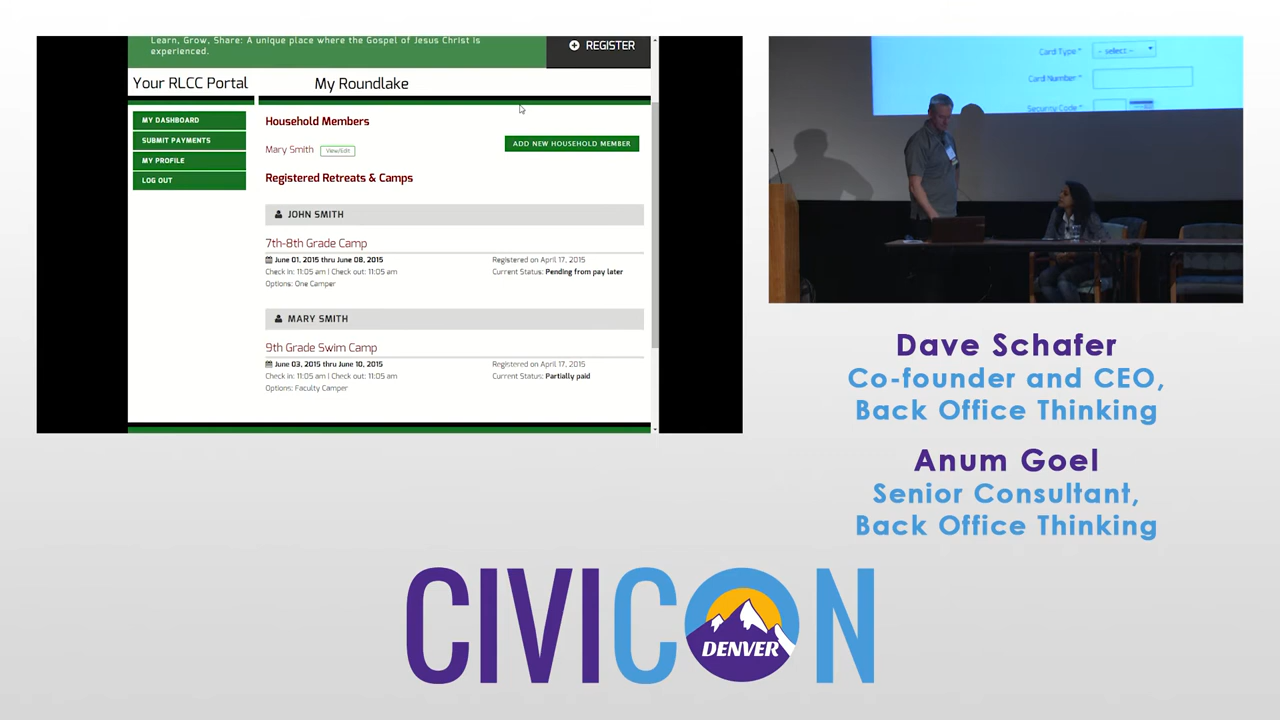 Learn, Grow, Share: A unique place where the Gospel of Jesus Christ is
experienced.
REGISTER
Your RLCC Portal
My Roundlake
MY DASHBOARD
SUBMIT PAYMENTS
MY PROFILE
LOG OUT
Household Members
Mary Smith View/Edit
ADD NEW HOUSEHOLD MEMBER
Registered Retreats & Camps
JOHN SMITH
7th-8th Grade Camp
June 01, 2015 thru June 08, 2015
Registered on April 17, 2015
Check in: 11:05 am | Check out: 11:05 am
Current Status: Pending from pay later
Options: One Camper
MARY SMITH
9th Grade Swim Camp
June 03, 2015 thru June 10, 2015
Registered on April 17, 2015
Check in: 11:05 am | Check out: 11:05 am
Current Status: Partially paid
Options: Faculty Camper
Card Type * - select -
Card Number *
Security Code *
Dave Schafer
Co-founder and CEO,
Back Office Thinking
Anum Goel
Senior Consultant,
Back Office Thinking
CIVICON
DENVER